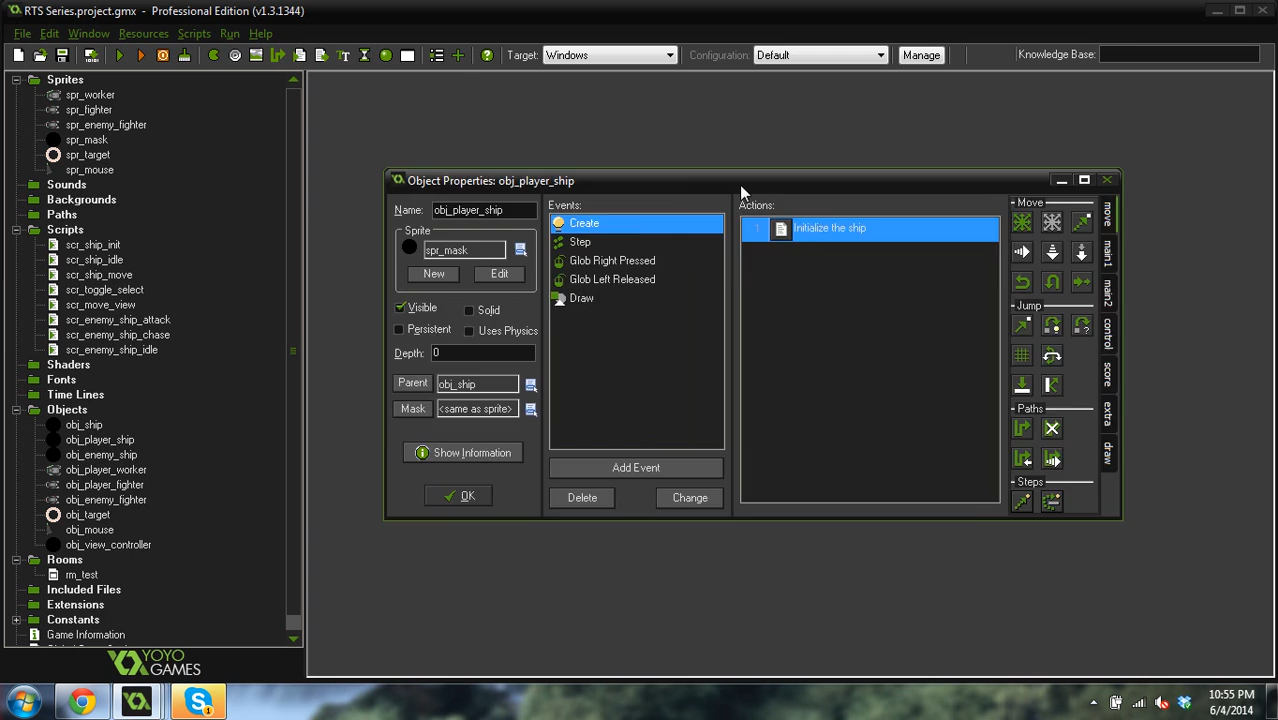 RTS Series.project.gmx - Professional Edition (v1.3.1344)
File Edit Window Resources Scripts Run Help
Target: Windows Configuration: Default Manage Knowledge Base:
Sprites
spr_worker
spr_fighter
spr_enemy_fighter
spr_mask
spr_target
spr_mouse
Sounds
Backgrounds
Paths
Scripts
scr_ship_init
scr_ship_idle
scr_ship_move
scr_toggle_select
scr_move_view
scr_enemy_ship_attack
scr_enemy_ship_chase
scr_enemy_ship_idle
Shaders
Fonts
Time Lines
Objects
obj_ship
obj_player_ship
obj_enemy_ship
obj_player_worker
obj_player_fighter
obj_enemy_fighter
obj_target
obj_mouse
obj_view_controller
Rooms
rm_test
Included Files
Extensions
Constants
Game Information
YOYO
GAMES
Object Properties: obj_player_ship
Name: obj_player_ship
Sprite
spr_mask
New Edit
Visible Solid
Persistent Uses Physics
Depth: 0
Parent obj_ship
Mask <same as sprite>
Show Information
OK
Events:
Create
Step
Glob Right Pressed
Glob Left Released
Draw
Add Event
Delete Change
Actions:
1 Initialize the ship
Move
Jump
Paths
Steps
move
main1
main2
control
score
extra
draw
10:55 PM
6/4/2014